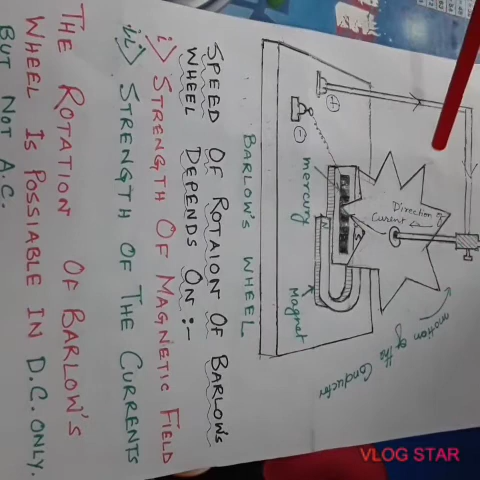 (+)
(-)
mercury
N
S
Direction of
Current
Magnet
motion of the Conductor
BARLOW'S WHEEL
SPEED OF ROTAION OF BARLOW'S
WHEEL DEPENDS ON :-
i) STRENGTH OF MAGNETIC FIELD
ii) STRENGTH OF THE CURRENTS
THE ROTATION OF BARLOW'S
WHEEL IS POSSIABLE IN D.C. ONLY.
BUT NOT A.C.
VLOG STAR